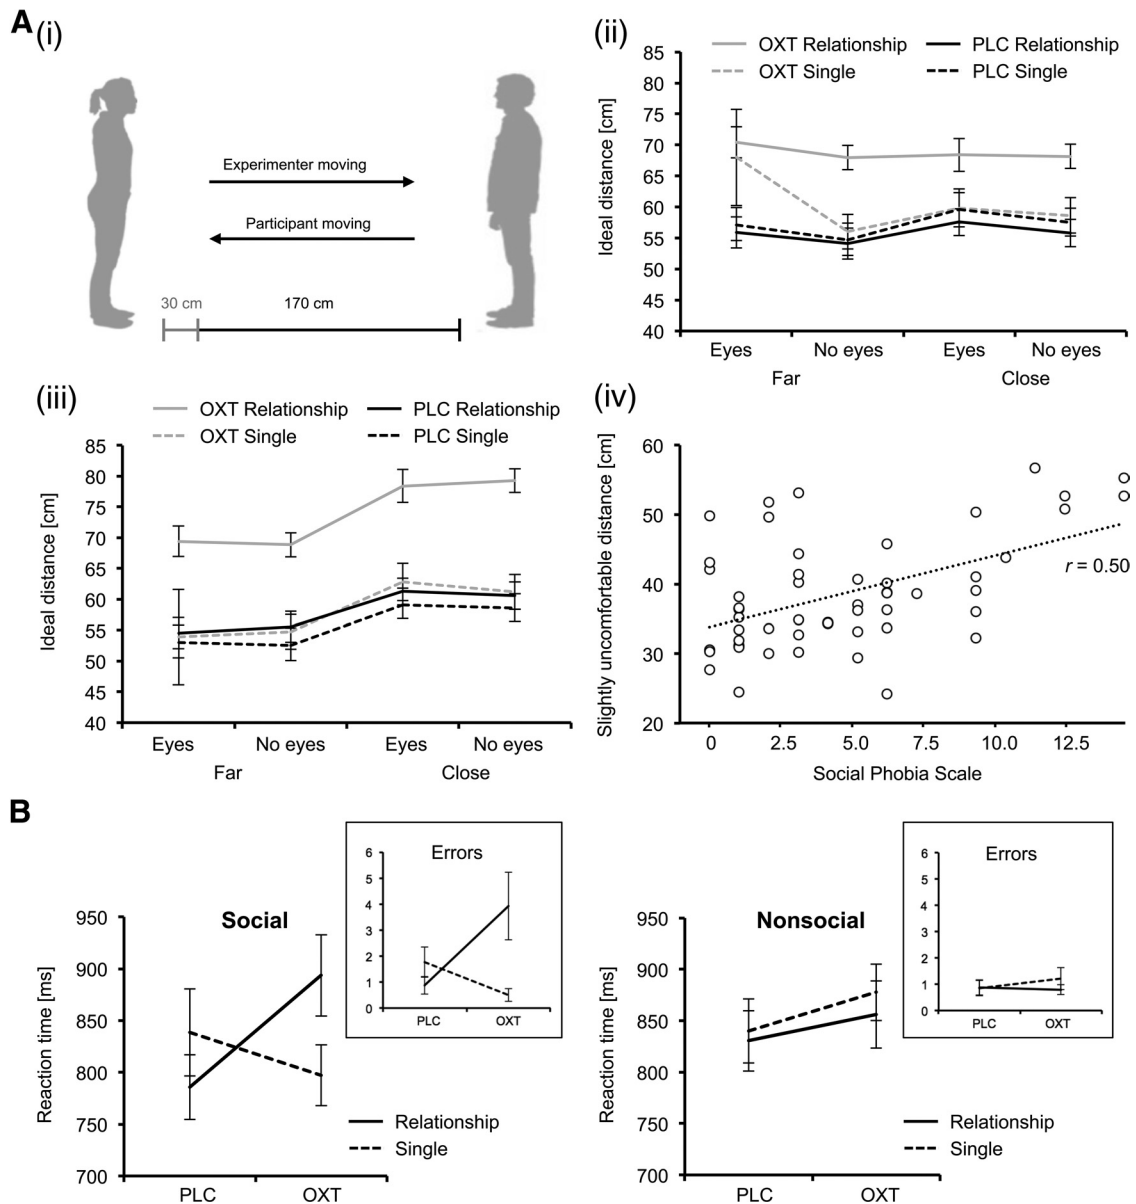 A (i)
Experimenter moving
Participant moving
30 cm
170 cm
(ii)
OXT Relationship
PLC Relationship
OXT Single
PLC Single
Ideal distance [cm]
85
80
75
70
65
60
55
50
45
40
Eyes
No eyes
Eyes
No eyes
Far
Close
(iii)
OXT Relationship
PLC Relationship
OXT Single
PLC Single
Ideal distance [cm]
85
80
75
70
65
60
55
50
45
40
Eyes
No eyes
Eyes
No eyes
Far
Close
(iv)
Slightly uncomfortable distance [cm]
60
50
40
30
20
r = 0.50
0
2.5
5.0
7.5
10.0
12.5
Social Phobia Scale
B
Social
Reaction time [ms]
950
900
850
800
750
700
PLC
OXT
Relationship
Single
Errors
6
5
4
3
2
1
0
PLC
OXT
Nonsocial
Reaction time [ms]
950
900
850
800
750
700
PLC
OXT
Relationship
Single
Errors
6
5
4
3
2
1
0
PLC
OXT